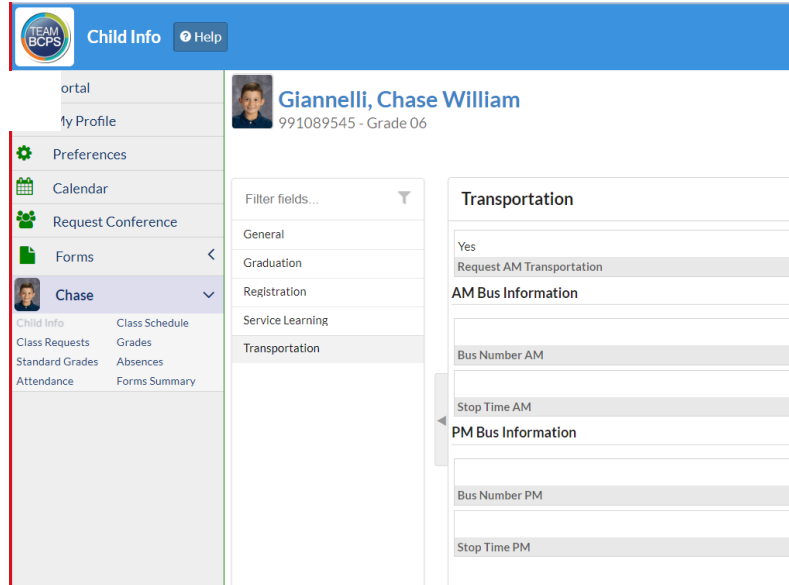 TEAM
BCPS
Child Info
Help
ortal
My Profile
Preferences
Calendar
Request Conference
Forms
Chase
Child Info Class Schedule
Class Requests Grades
Standard Grades Absences
Attendance Forms Summary
Giannelli, Chase William
991089545 - Grade 06
Filter fields...
General
Graduation
Registration
Service Learning
Transportation
Transportation
Yes
Request AM Transportation
AM Bus Information
Bus Number AM
Stop Time AM
PM Bus Information
Bus Number PM
Stop Time PM